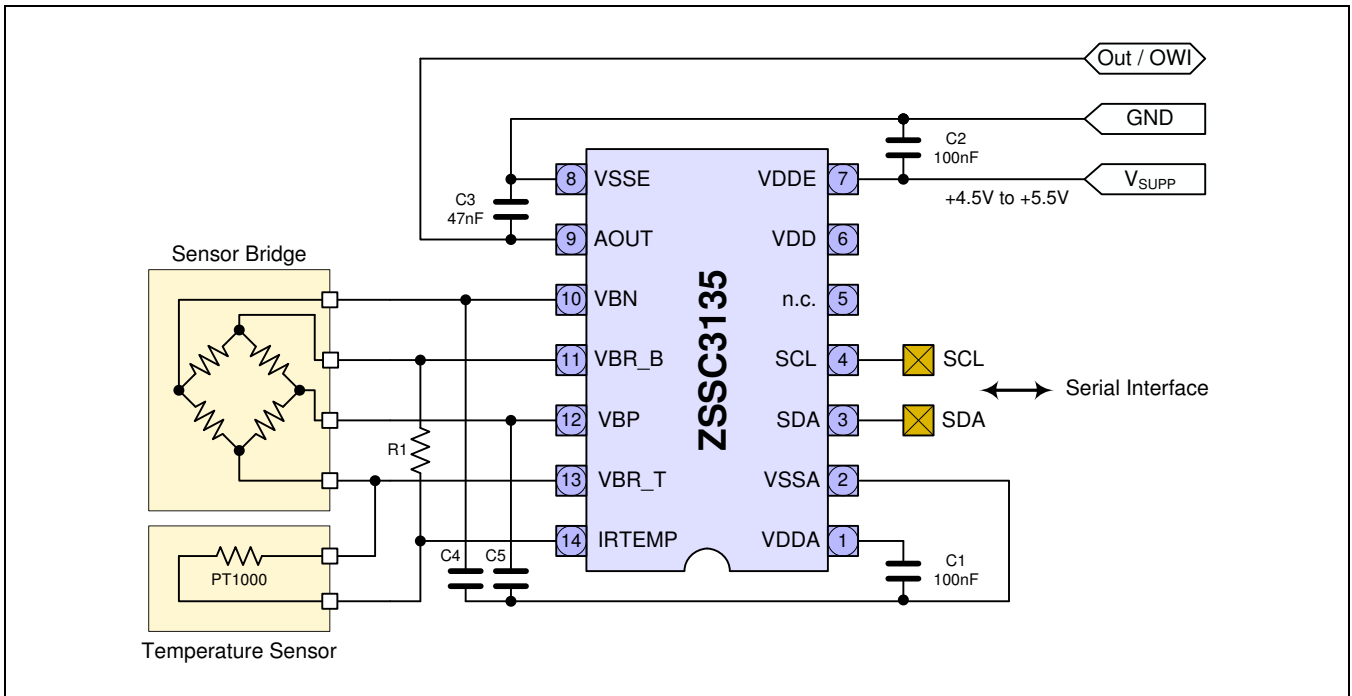 Out / OWI
GND
C2
100nF
8 VSSE VDDE 7
V_SUPP
C3
47nF
+4.5V to +5.5V
9 AOUT VDD 6
Sensor Bridge
10 VBN n.c. 5
ZSSC3135
11 VBR_B SCL 4 SCL
Serial Interface
12 VBP SDA 3 SDA
R1
13 VBR_T VSSA 2
14 IRTEMP VDDA 1
C4 C5
C1
100nF
PT1000
Temperature Sensor